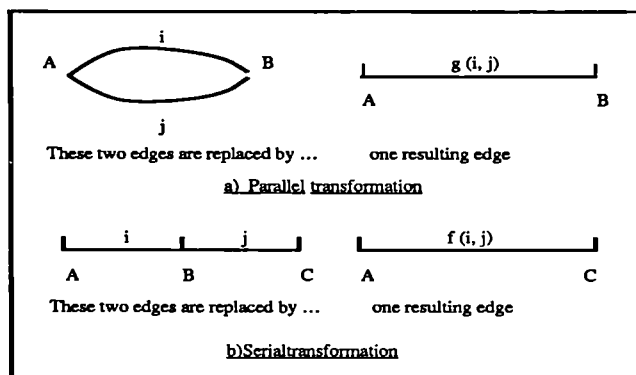 i
A B
j
g (i, j)
A B
These two edges are replaced by ... one resulting edge
a) Parallel transformation
i j
A B C
f (i, j)
A C
These two edges are replaced by ... one resulting edge
b)Serialtransformation